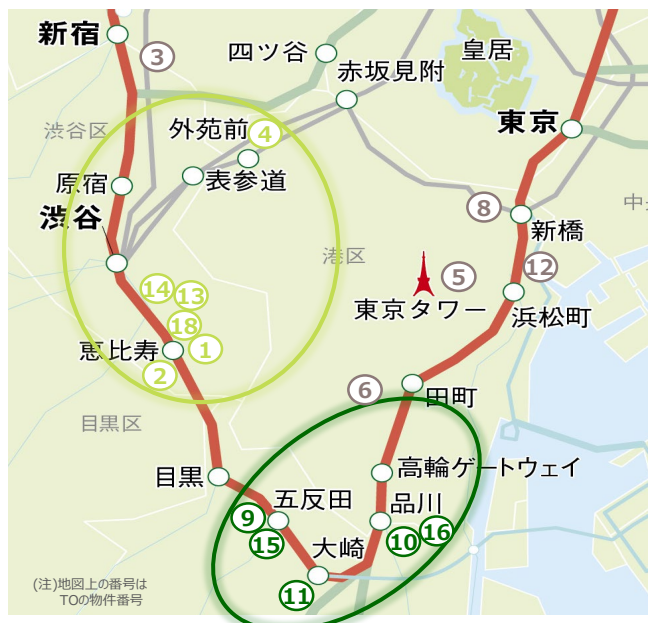 新宿
3
四ツ谷
皇居
赤坂見附
渋谷区
外苑前
4
東京
原宿
表参道
中央
8
渋谷
新橋
港区
14
13
5
12
東京タワー
浜松町
18
恵比寿
1
2
6
田町
目黒区
目黒
高輪ゲートウェイ
五反田
品川
9
15
10
16
大崎
11
(注)地図上の番号は
TOの物件番号